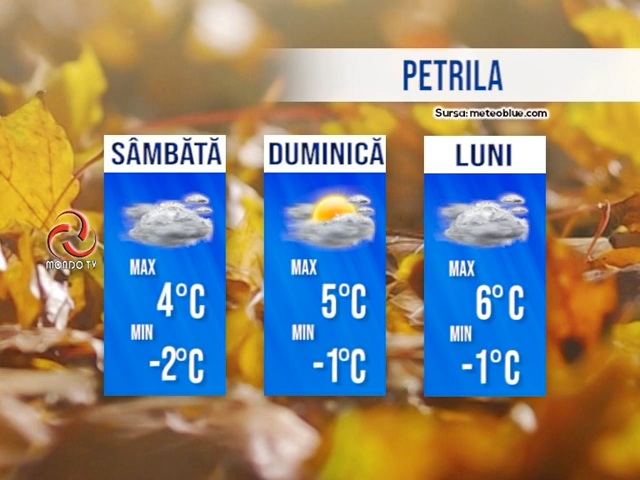 PETRILA
Sursa: meteoblue.com
SÂMBĂTĂ
MAX
4°C
MIN
-2°C
DUMINICĂ
MAX
5°C
MIN
-1°C
LUNI
MAX
6°C
MIN
-1°C
MONDO TV